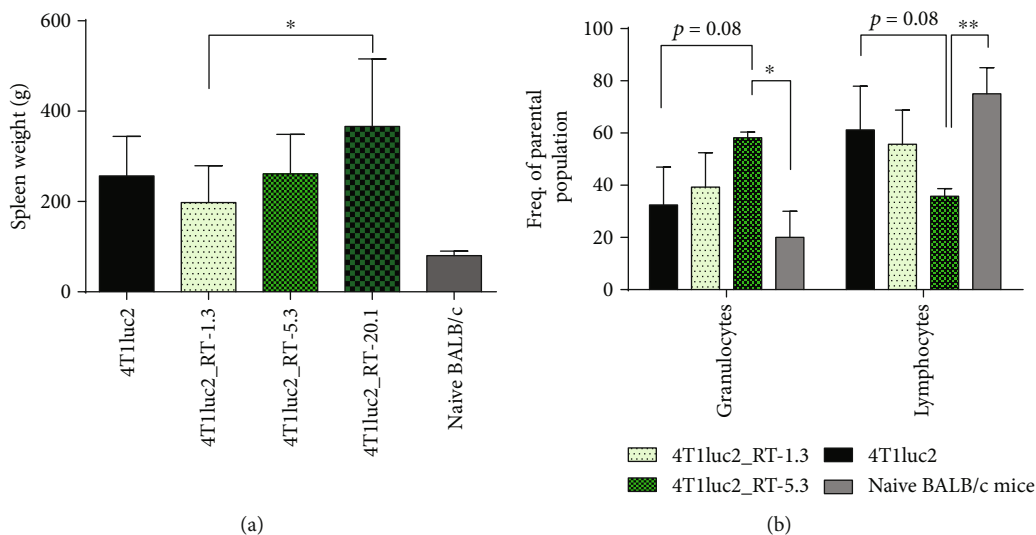 600
400
200
0
Spleen weight (g)
*
4T1luc2
4T1luc2_RT-1.3
4T1luc2_RT-5.3
4T1luc2_RT-20.1
Naive BALB/c
(a)
100
80
60
40
20
0
Freq. of parental
population
p = 0.08
*
p = 0.08
**
Granulocytes
Lymphocytes
4T1luc2_RT-1.3
4T1luc2
4T1luc2_RT-5.3
Naive BALB/c mice
(b)